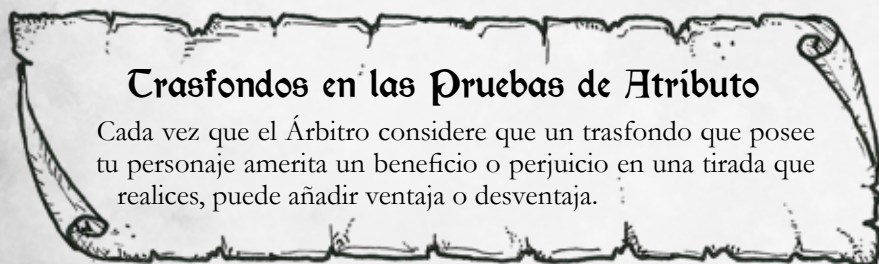 Trasfondos en las Pruebas de Atributo
Cada vez que el Árbitro considere que un trasfondo que posee
tu personaje amerita un beneficio o perjuicio en una tirada que
realices, puede añadir ventaja o desventaja.